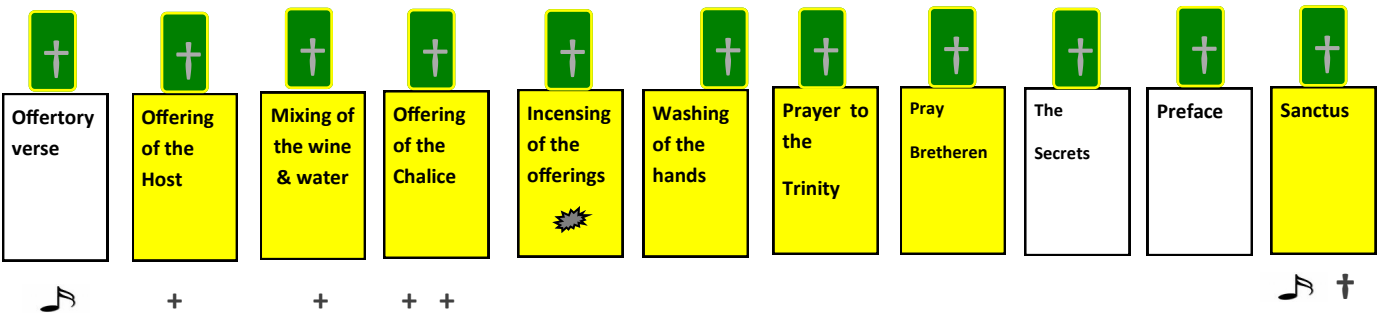 Offertory
verse
Offering
of the
Host
Mixing of
the wine
& water
Offering
of the
Chalice
Incensing
of the
offerings
Washing
of the
hands
Prayer to
the
Trinity
Pray
Bretheren
The
Secrets
Preface
Sanctus
+
+
+ +